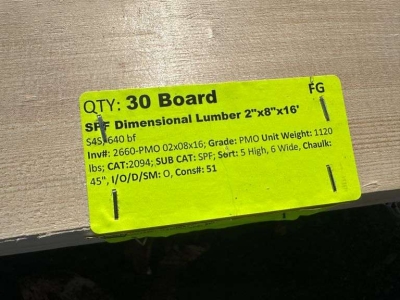 QTY: 30 Board
FG
SPF Dimensional Lumber 2"x8"x16'
S4S, 640 bf
Inv#: 2660-PMO 02x08x16; Grade: PMO Unit Weight: 1120
lbs; CAT:2094; SUB CAT: SPF; Sort: 5 High, 6 Wide, Chaulk:
45", I/O/D/SM: O, Cons#: 51